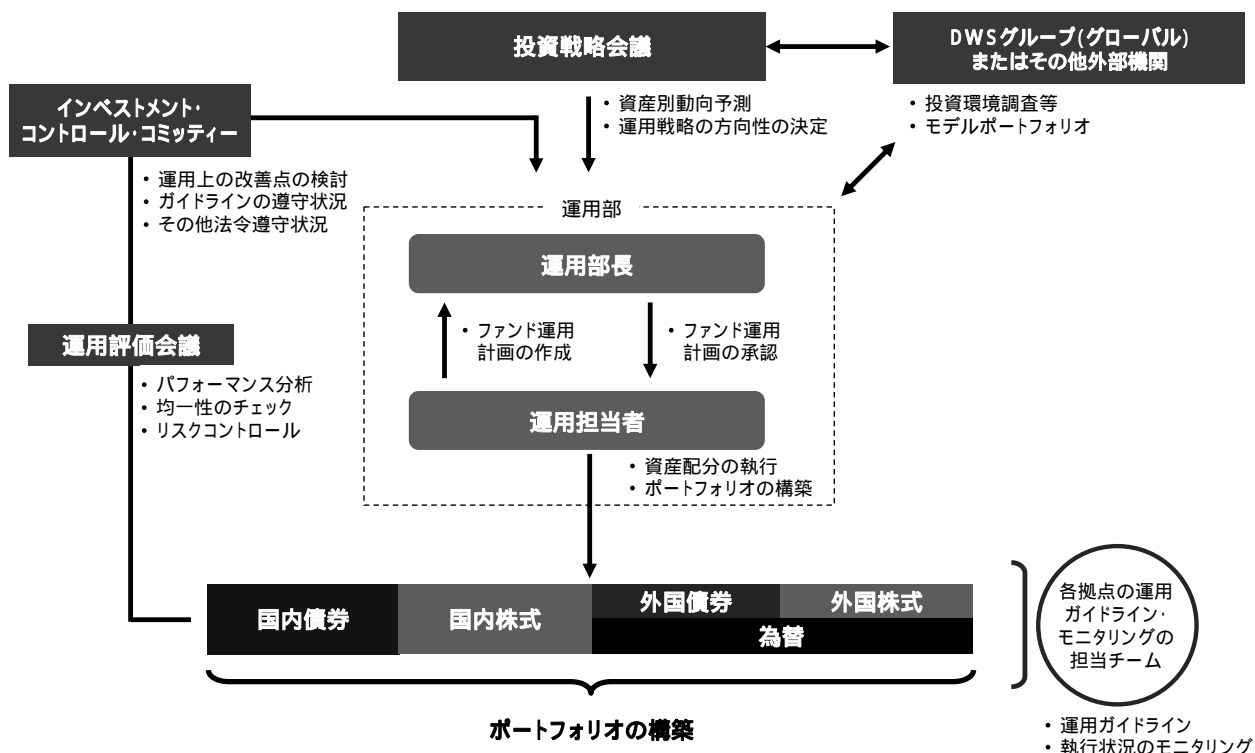 投資戦略会議
DWSグループ(グローバル)
またはその他外部機関
インベストメント・
コントロール・コミッティー
・資産別動向予測
・運用戦略の方向性の決定
・投資環境調査等
・モデルポートフォリオ
・運用上の改善点の検討
・ガイドラインの遵守状況
・その他法令遵守状況
運用部
運用部長
・ファンド運用
計画の作成
・ファンド運用
計画の承認
運用評価会議
・パフォーマンス分析
・均一性のチェック
・リスクコントロール
運用担当者
・資産配分の執行
・ポートフォリオの構築
国内債券
国内株式
外国債券
外国株式
為替
各拠点の運用
ガイドライン・
モニタリングの
担当チーム
ポートフォリオの構築
・運用ガイドライン
・執行状況のモニタリング